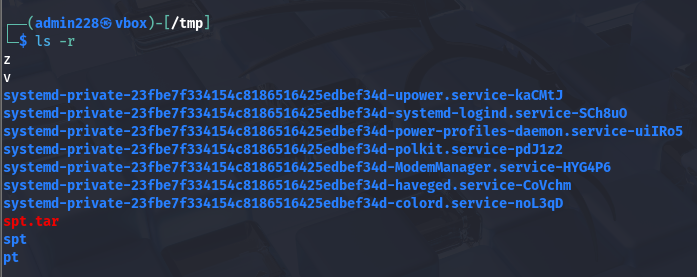 ┌──(admin228㉿vbox)-[/tmp]
└─$ ls -r
z
v
systemd-private-23fbe7f334154c8186516425edbef34d-upower.service-kaCMtJ
systemd-private-23fbe7f334154c8186516425edbef34d-systemd-logind.service-SCh8uO
systemd-private-23fbe7f334154c8186516425edbef34d-power-profiles-daemon.service-uiIRo5
systemd-private-23fbe7f334154c8186516425edbef34d-polkit.service-pdJ1z2
systemd-private-23fbe7f334154c8186516425edbef34d-ModemManager.service-HYG4P6
systemd-private-23fbe7f334154c8186516425edbef34d-haveged.service-CoVchm
systemd-private-23fbe7f334154c8186516425edbef34d-colord.service-noL3qD
spt.tar
spt
pt